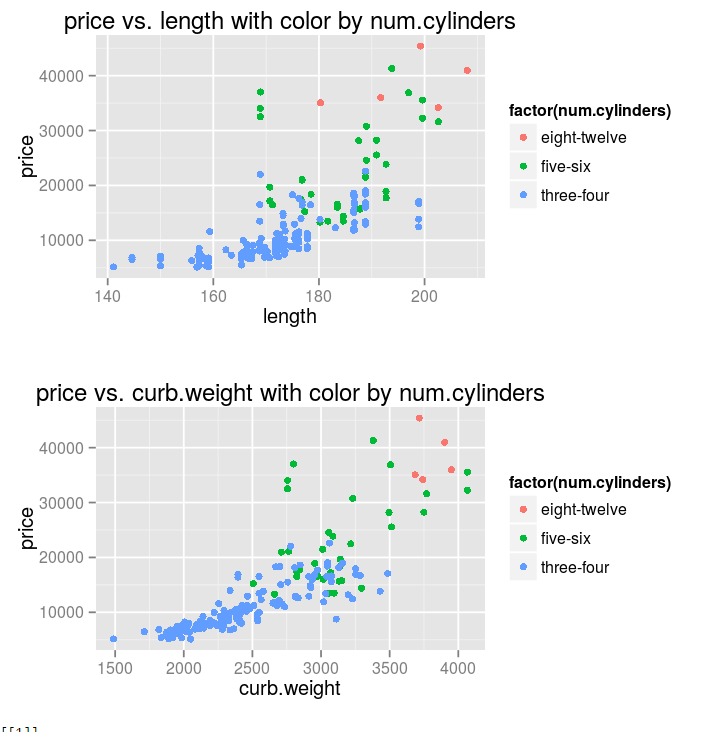 price vs. length with color by num.cylinders
40000
30000
20000
10000
price
140 160 180 200
length
factor(num.cylinders)
eight-twelve
five-six
three-four
price vs. curb.weight with color by num.cylinders
40000
30000
20000
10000
price
1500 2000 2500 3000 3500 4000
curb.weight
factor(num.cylinders)
eight-twelve
five-six
three-four
[[1]]